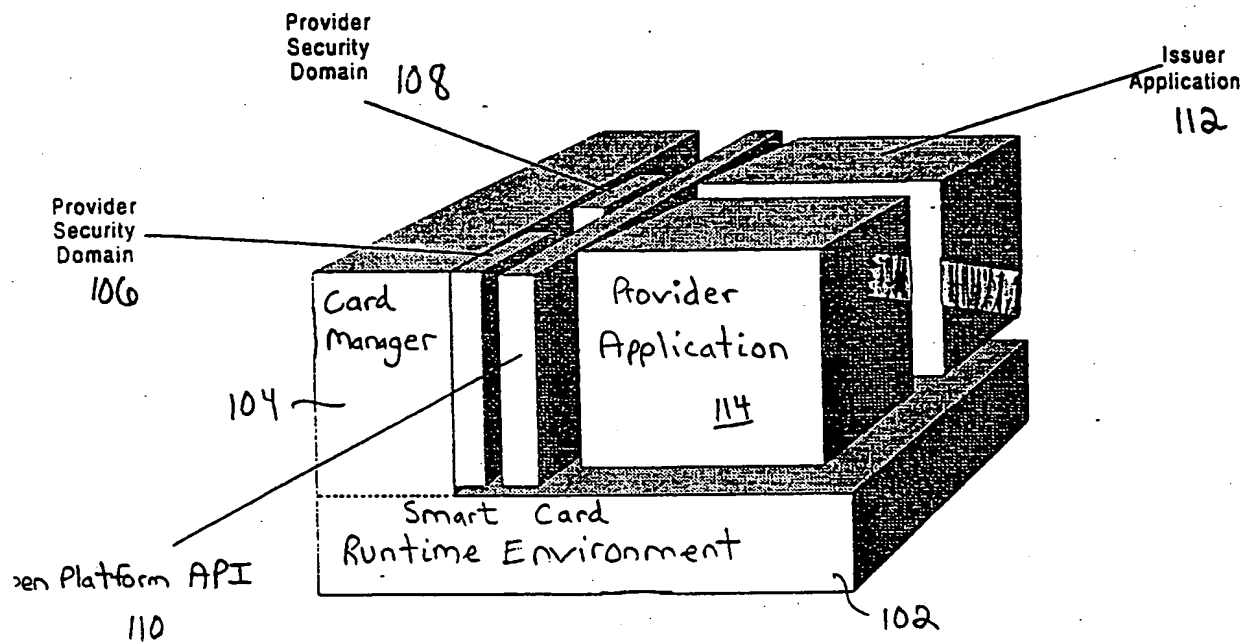 Provider
Security
Domain
108
Issuer
Application
112
Provider
Security
Domain
106
Card
Manager
Provider
Application
114
104
Smart Card
Runtime Environment
Platform API
110
102